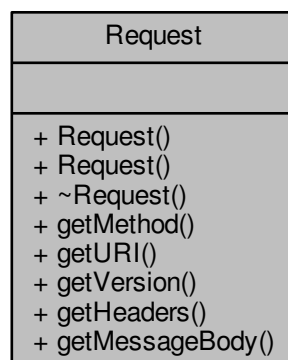 Request
+ Request()
+ Request()
+ ~Request()
+ getMethod()
+ getURI()
+ getVersion()
+ getHeaders()
+ getMessageBody()